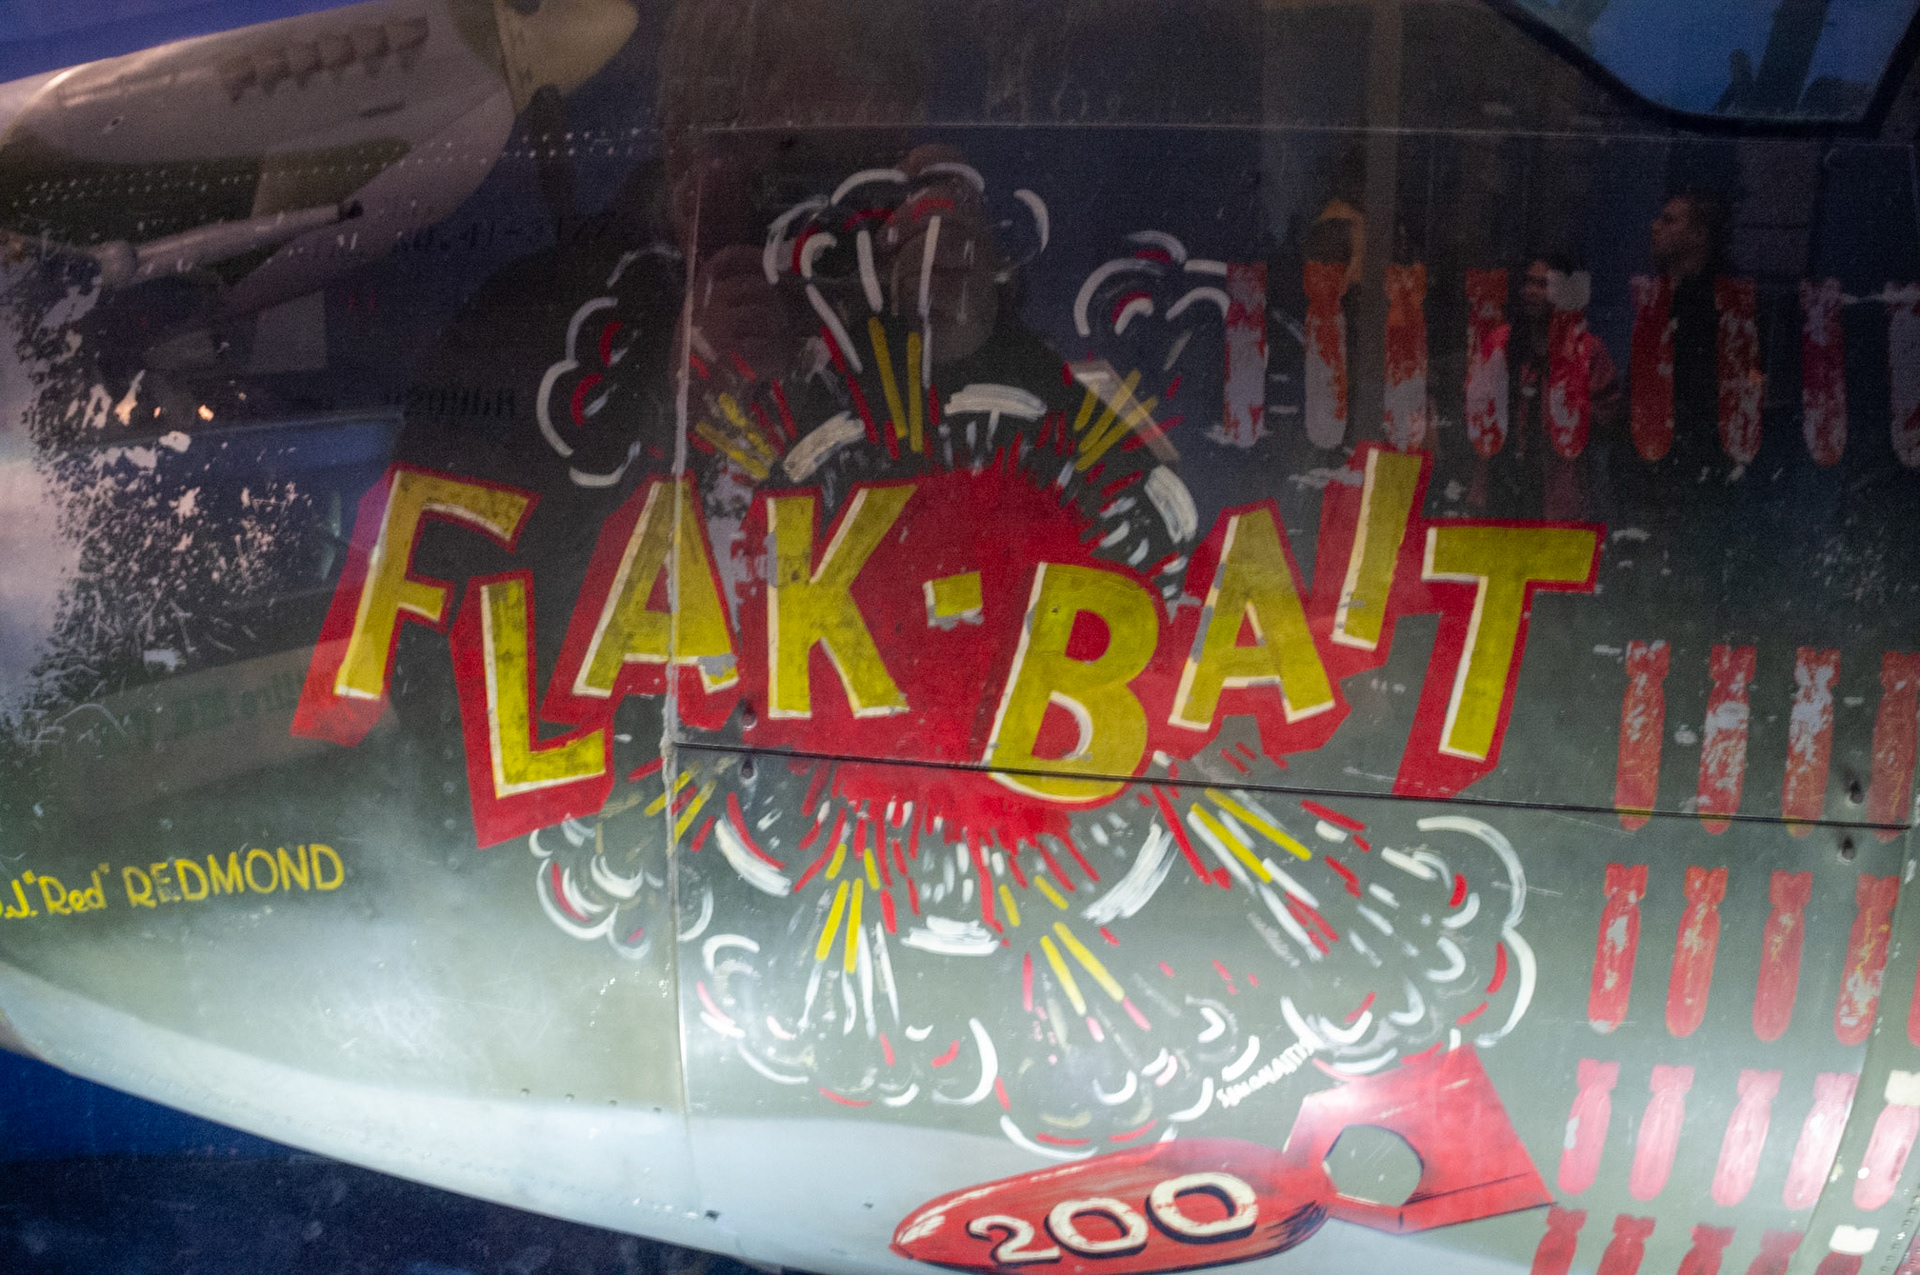 FLAK-BAIT
J. "Red" REDMOND
200